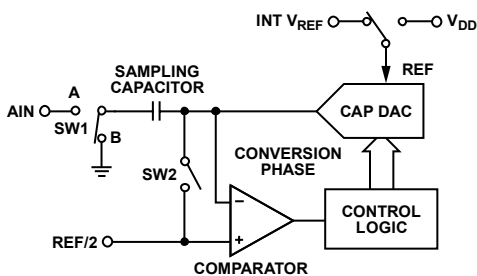 INT VREF
VDD
REF
SAMPLING
CAPACITOR
A
AIN
SW1
B
CAP DAC
CONVERSION
PHASE
SW2
−
+
REF/2
COMPARATOR
CONTROL
LOGIC